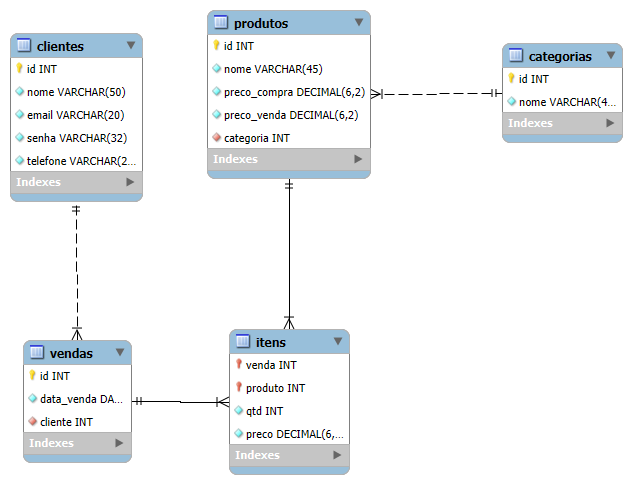 clientes
id INT
nome VARCHAR(50)
email VARCHAR(20)
senha VARCHAR(32)
telefone VARCHAR(2...
Indexes
produtos
id INT
nome VARCHAR(45)
preco_compra DECIMAL(6,2)
preco_venda DECIMAL(6,2)
categoria INT
Indexes
categorias
id INT
nome VARCHAR(4...
Indexes
vendas
id INT
data_venda DA...
cliente INT
Indexes
itens
venda INT
produto INT
qtd INT
preco DECIMAL(6,...
Indexes